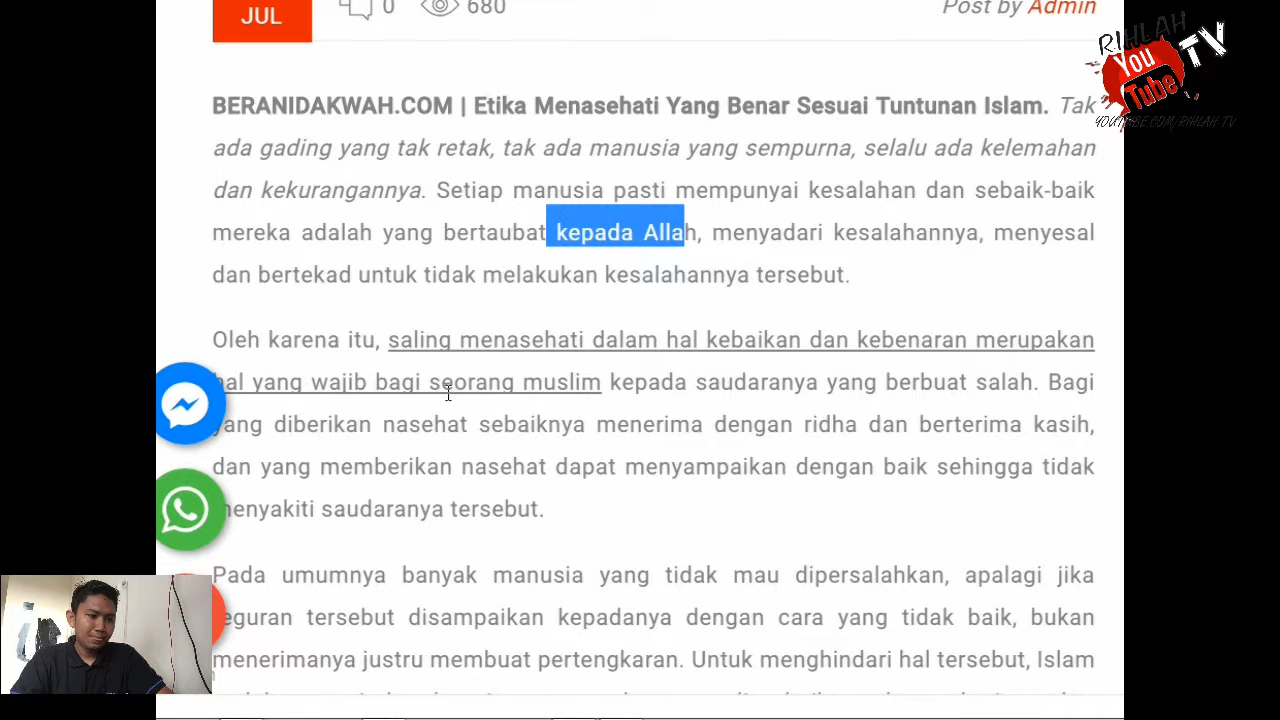 JUL
0
680
Post by Admin
RIHLAH
You
Tube
TV
YOUTUBE.COM/RIHLAH TV
BERANIDAKWAH.COM | Etika Menasehati Yang Benar Sesuai Tuntunan Islam. Tak
ada gading yang tak retak, tak ada manusia yang sempurna, selalu ada kelemahan
dan kekurangannya. Setiap manusia pasti mempunyai kesalahan dan sebaik-baik
mereka adalah yang bertaubat kepada Allah, menyadari kesalahannya, menyesal
dan bertekad untuk tidak melakukan kesalahannya tersebut.
Oleh karena itu, saling menasehati dalam hal kebaikan dan kebenaran merupakan
hal yang wajib bagi seorang muslim kepada saudaranya yang berbuat salah. Bagi
yang diberikan nasehat sebaiknya menerima dengan ridha dan berterima kasih,
dan yang memberikan nasehat dapat menyampaikan dengan baik sehingga tidak
menyakiti saudaranya tersebut.
Pada umumnya banyak manusia yang tidak mau dipersalahkan, apalagi jika
teguran tersebut disampaikan kepadanya dengan cara yang tidak baik, bukan
menerimanya justru membuat pertengkaran. Untuk menghindari hal tersebut, Islam